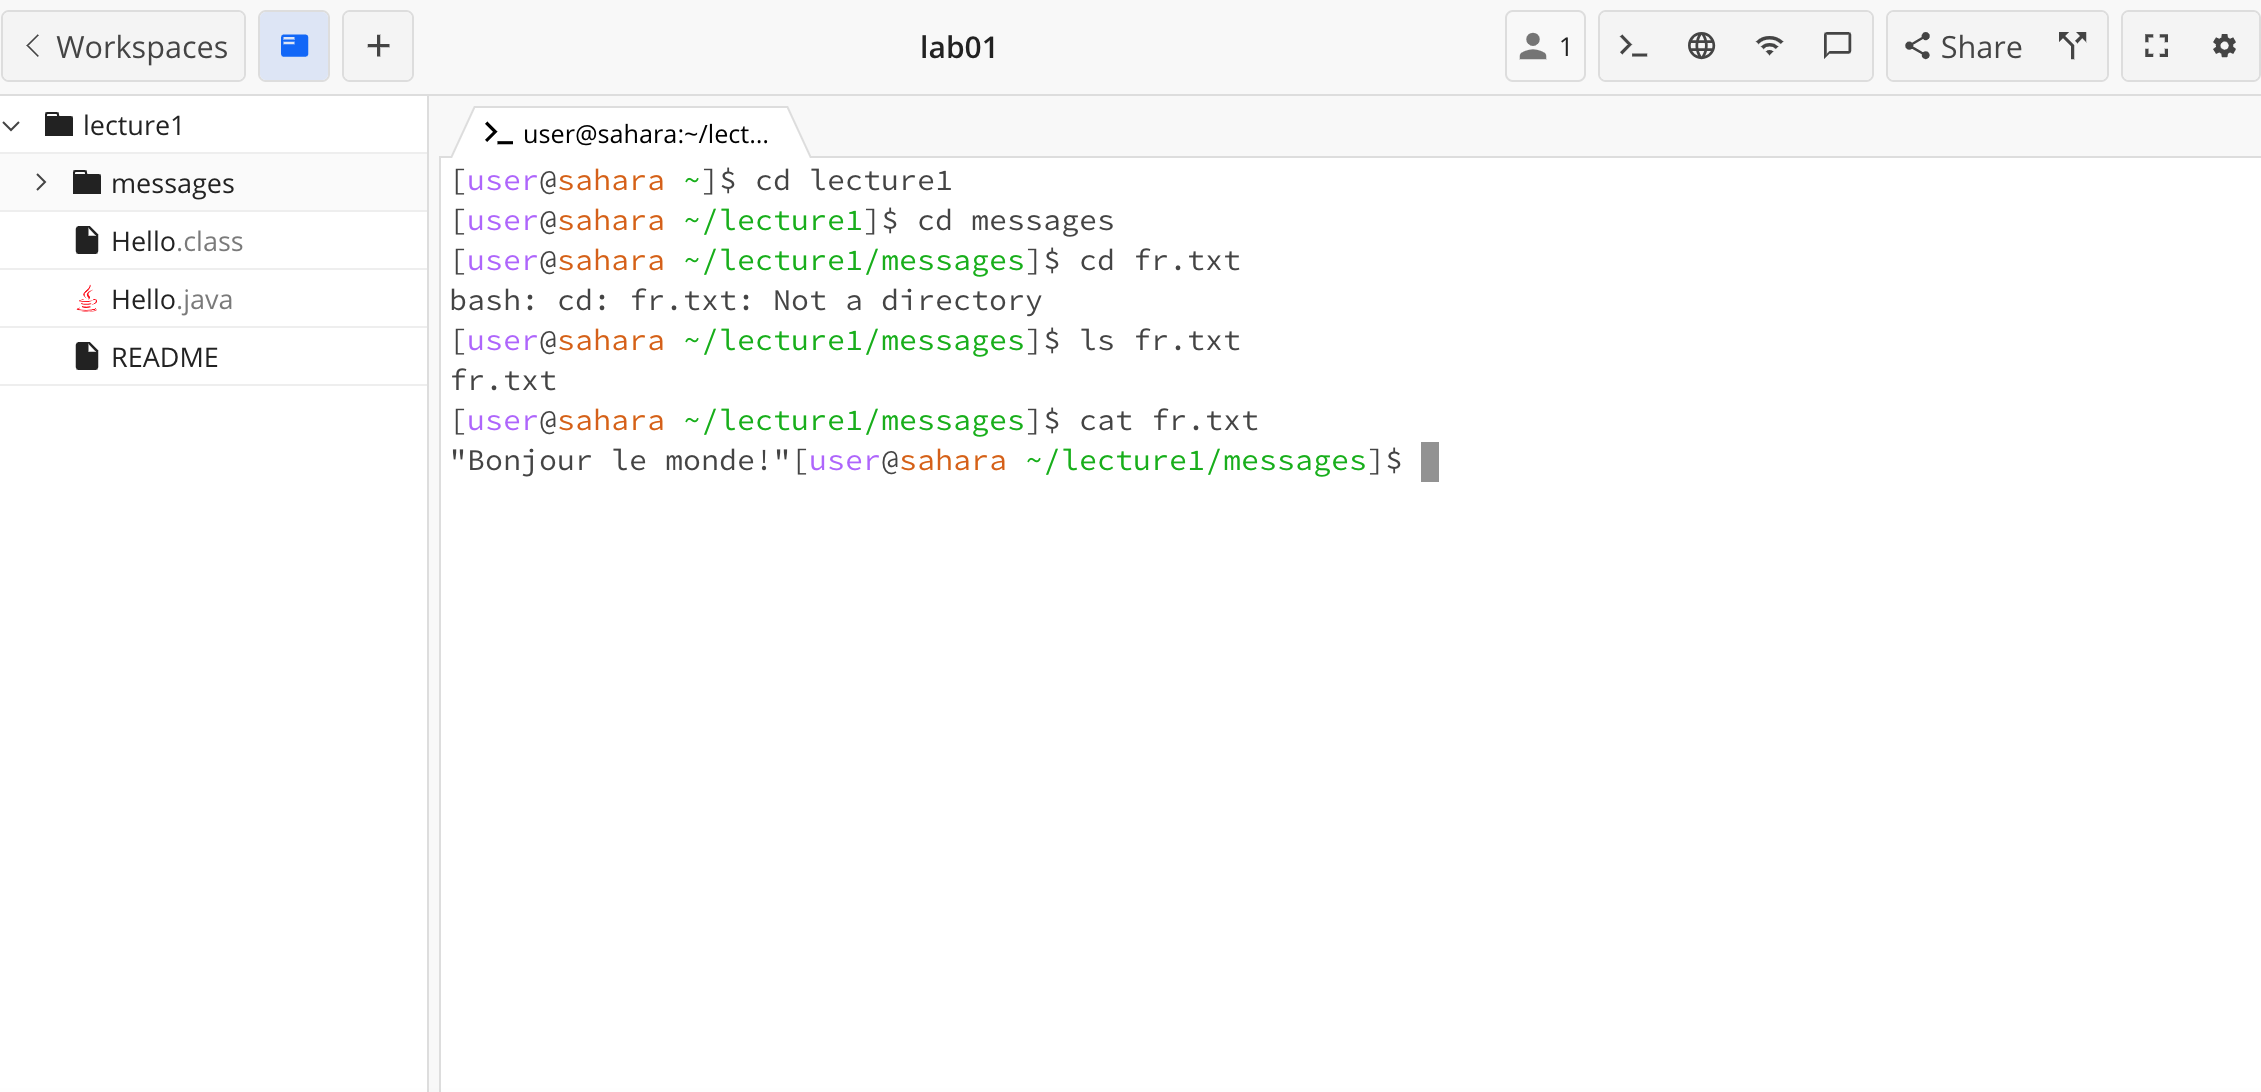 Workspaces
lab01
1
Share
lecture1
messages
Hello.class
Hello.java
README
user@sahara:~/lect...
[user@sahara ~]$ cd lecture1
[user@sahara ~/lecture1]$ cd messages
[user@sahara ~/lecture1/messages]$ cd fr.txt
bash: cd: fr.txt: Not a directory
[user@sahara ~/lecture1/messages]$ ls fr.txt
fr.txt
[user@sahara ~/lecture1/messages]$ cat fr.txt
"Bonjour le monde!"[user@sahara ~/lecture1/messages]$